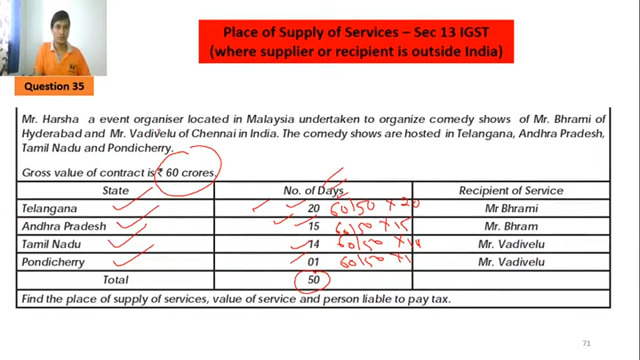 Place of Supply of Services – Sec 13 IGST
(where supplier or recipient is outside India)
Question 35
Mr. Harsha a event organiser located in Malaysia undertaken to organize comedy shows of Mr. Bhrami of
Hyderabad and Mr. Vadivelu of Chennai in India. The comedy shows are hosted in Telangana, Andhra Pradesh,
Tamil Nadu and Pondicherry.
Gross value of contract is ₹ 60 crores.
State No. of Days Recipient of Service
Telangana 20 60/50 x 20 Mr Bhrami
Andhra Pradesh 15 60/50 x 15 Mr. Bhram
Tamil Nadu 14 60/50 x 14 Mr. Vadivelu
Pondicherry 01 60/50 x 1 Mr. Vadivelu
Total 50
Find the place of supply of services, value of service and person liable to pay tax.
71